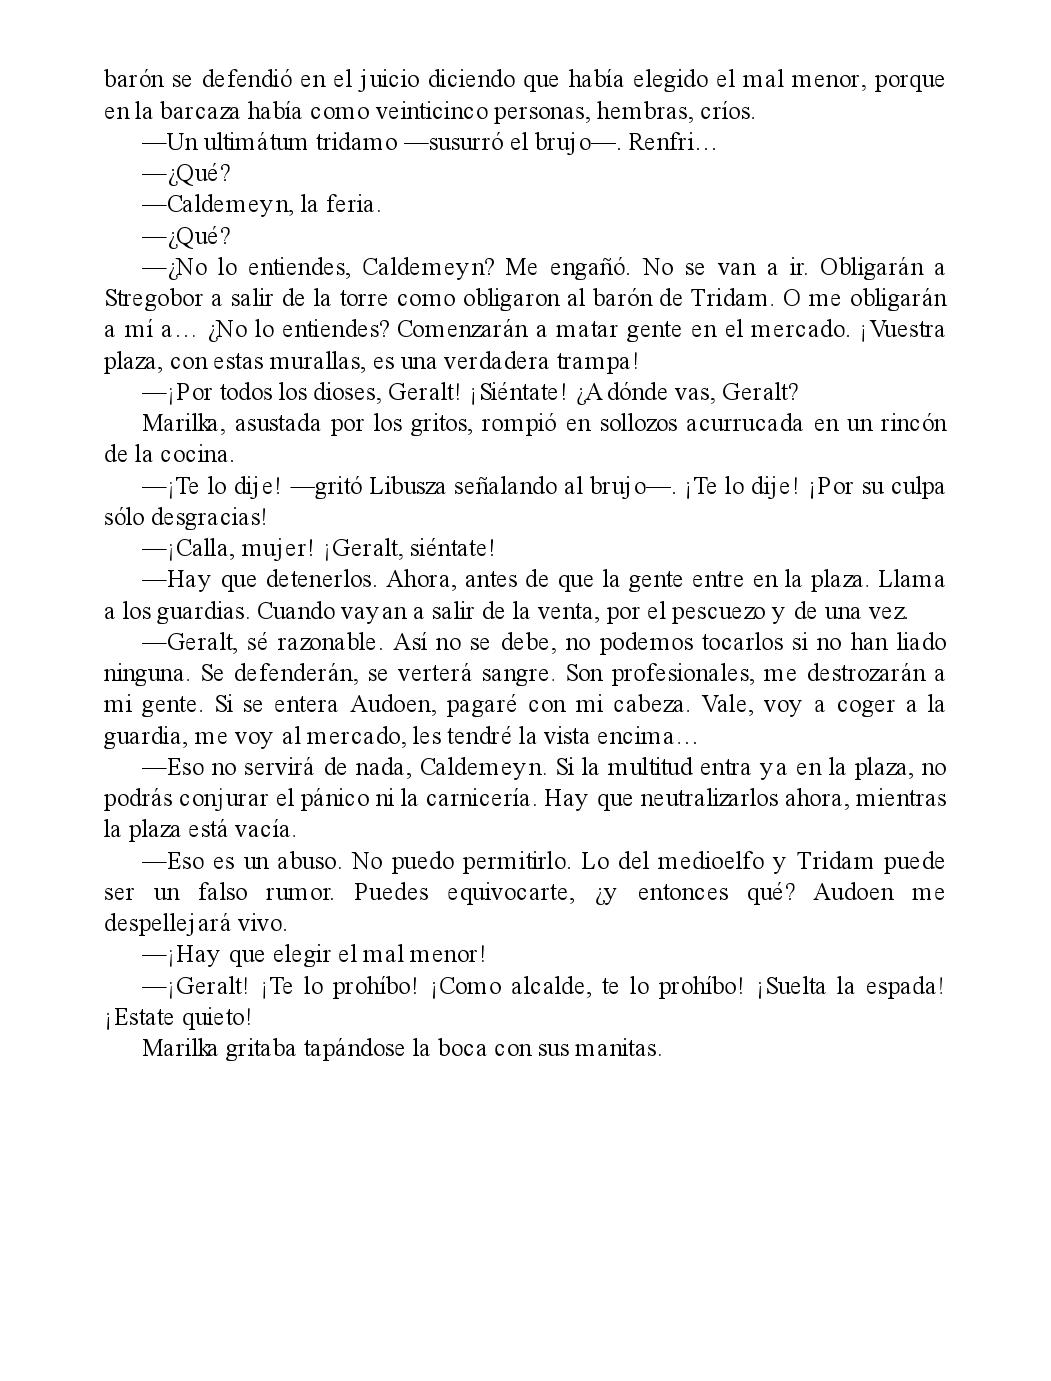 barón se defendió en el juicio diciendo que había elegido el mal menor, porque
en la barcaza había como veinticinco personas, hembras, críos.
—Un ultimátum tridamo —susurró el brujo—. Renfri…
—¿Qué?
—Caldemeyn, la feria.
—¿Qué?
—¿No lo entiendes, Caldemeyn? Me engañó. No se van a ir. Obligarán a
Stregobor a salir de la torre como obligaron al barón de Tridam. O me obligarán
a mí a… ¿No lo entiendes? Comenzarán a matar gente en el mercado. ¡Vuestra
plaza, con estas murallas, es una verdadera trampa!
—¡Por todos los dioses, Geralt! ¡Siéntate! ¿A dónde vas, Geralt?
Marilka, asustada por los gritos, rompió en sollozos acurrucada en un rincón
de la cocina.
—¡Te lo dije! —gritó Libusza señalando al brujo—. ¡Te lo dije! ¡Por su culpa
sólo desgracias!
—¡Calla, mujer! ¡Geralt, siéntate!
—Hay que detenerlos. Ahora, antes de que la gente entre en la plaza. Llama
a los guardias. Cuando vayan a salir de la venta, por el pescuezo y de una vez.
—Geralt, sé razonable. Así no se debe, no podemos tocarlos si no han liado
ninguna. Se defenderán, se verterá sangre. Son profesionales, me destrozarán a
mi gente. Si se entera Audoen, pagaré con mi cabeza. Vale, voy a coger a la
guardia, me voy al mercado, les tendré la vista encima…
—Eso no servirá de nada, Caldemeyn. Si la multitud entra ya en la plaza, no
podrás conjurar el pánico ni la carnicería. Hay que neutralizarlos ahora, mientras
la plaza está vacía.
—Eso es un abuso. No puedo permitirlo. Lo del medioelfo y Tridam puede
ser un falso rumor. Puedes equivocarte, ¿y entonces qué? Audoen me
despellejará vivo.
—¡Hay que elegir el mal menor!
—¡Geralt! ¡Te lo prohíbo! ¡Como alcalde, te lo prohíbo! ¡Suelta la espada!
¡Estate quieto!
Marilka gritaba tapándose la boca con sus manitas.